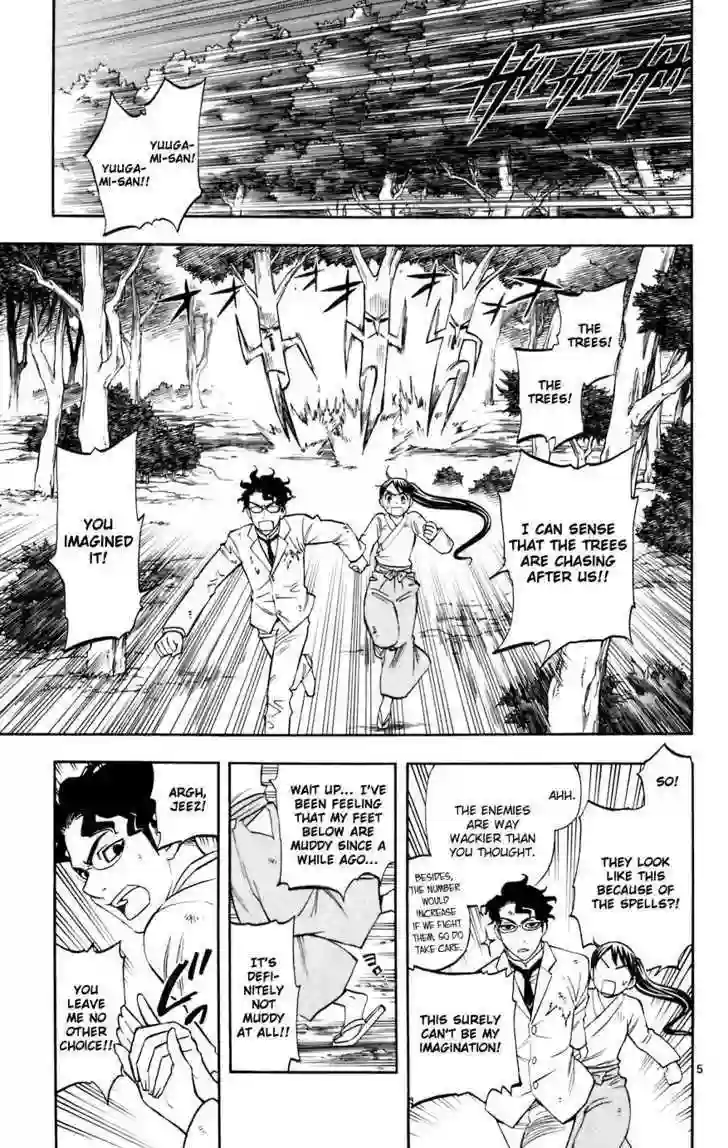 YUUGA-
MI-SAN!
YUUGA-
MI-SAN!!
THE
TREES!
THE
TREES!
I CAN SENSE
THAT THE TREES
ARE CHASING
AFTER US!!
YOU
IMAGINED
IT!
SO!
THEY LOOK
LIKE THIS
BECAUSE OF
THE SPELLS?!
AHH.
THE ENEMIES
ARE WAY
WACKIER THAN
YOU THOUGHT.
BESIDES,
THE NUMBER
WOULD
INCREASE
IF WE FIGHT
THEM, SO DO
TAKE CARE.
THIS SURELY
CAN'T BE MY
IMAGINATION!
WAIT UP... I'VE
BEEN FEELING
THAT MY FEET
BELOW ARE
MUDDY SINCE A
WHILE AGO...
IT'S
DEFI-
NITELY
NOT
MUDDY
AT ALL!!
ARGH,
JEEZ!
YOU
LEAVE
ME NO
OTHER
CHOICE!!
5